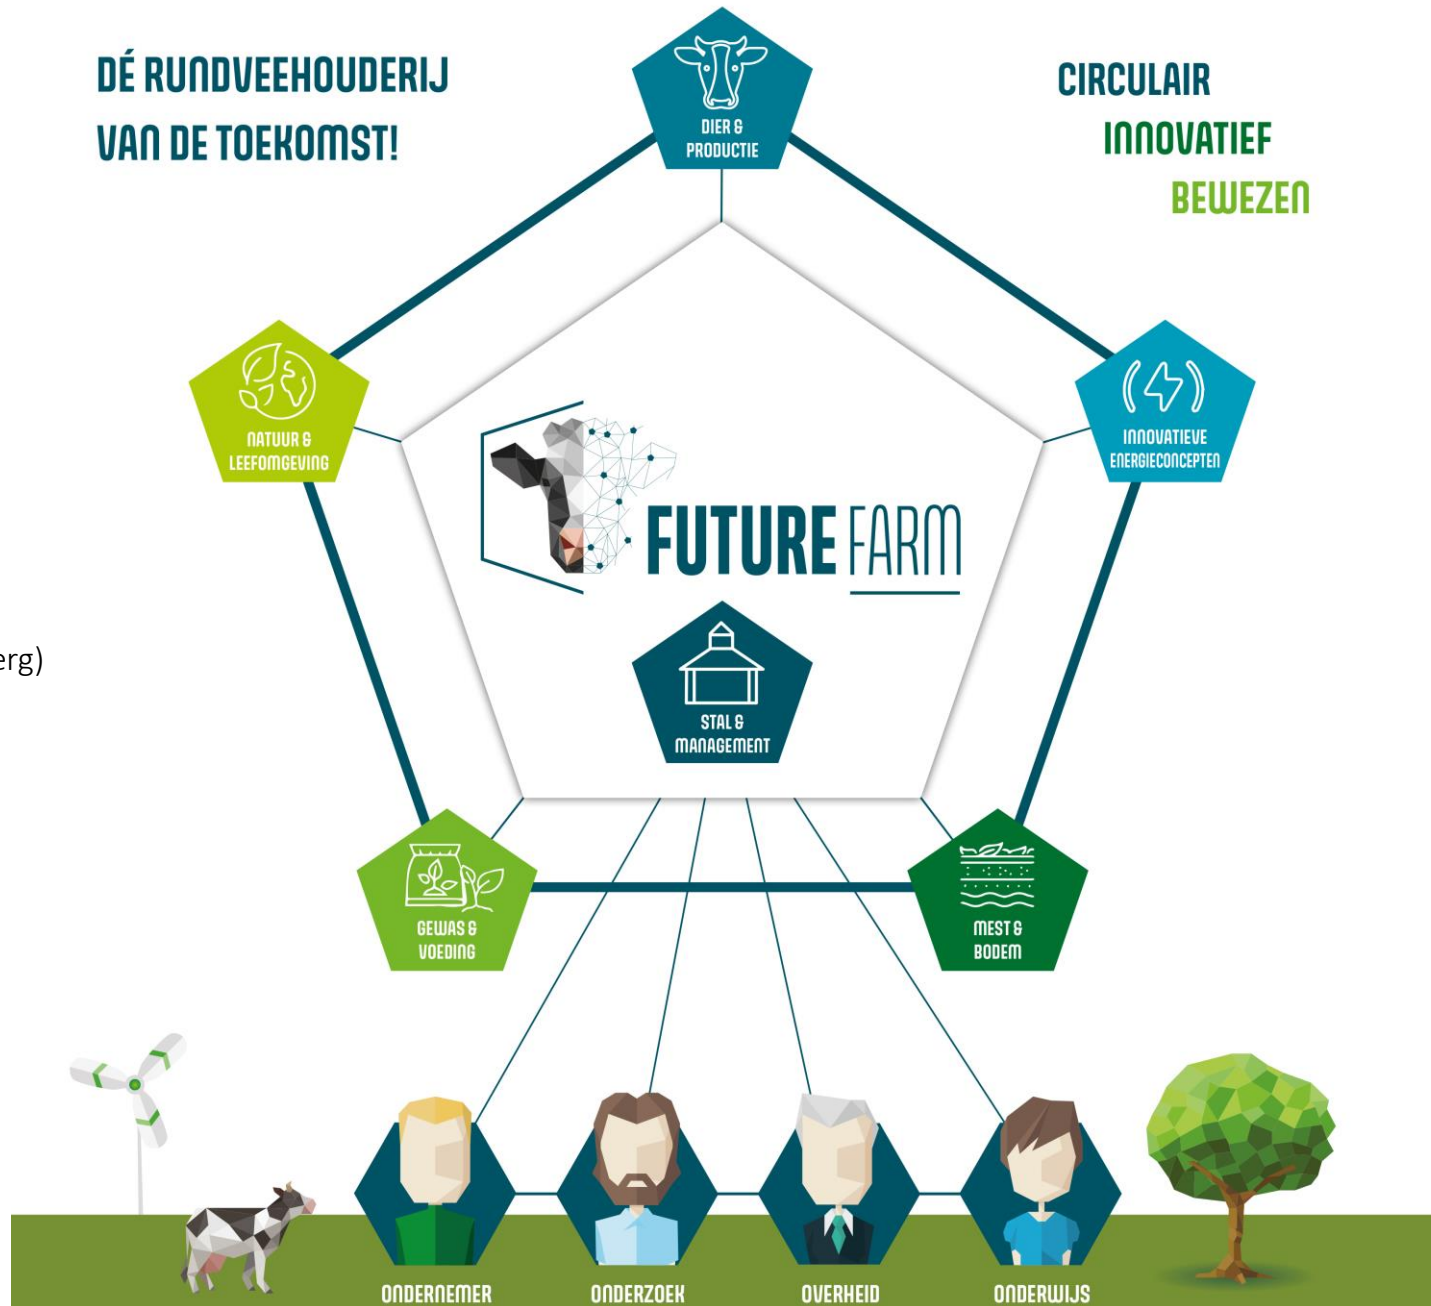 DÉ RUNDVEEHOUDERIJ
VAN DE TOEKOMST!
CIRCULAIR
INNOVATIEF
BEWEZEN
DIER &
PRODUCTIE
NATUUR &
LEEFOMGEVING
INNOVATIEVE
ENERGIECONCEPTEN
FUTURE FARM
erg)
STAL &
MANAGEMENT
GEWAS &
VOEDING
MEST &
BODEM
ONDERNEMER
ONDERZOEK
OVERHEID
ONDERWIJS